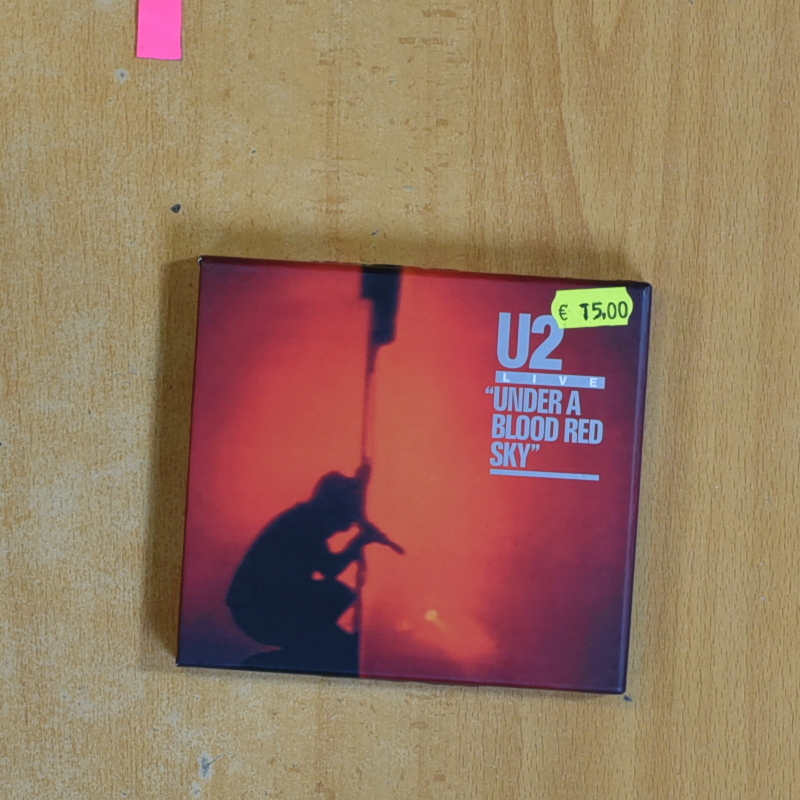 € 15,00
U2
LIVE
“UNDER A
BLOOD RED
SKY”